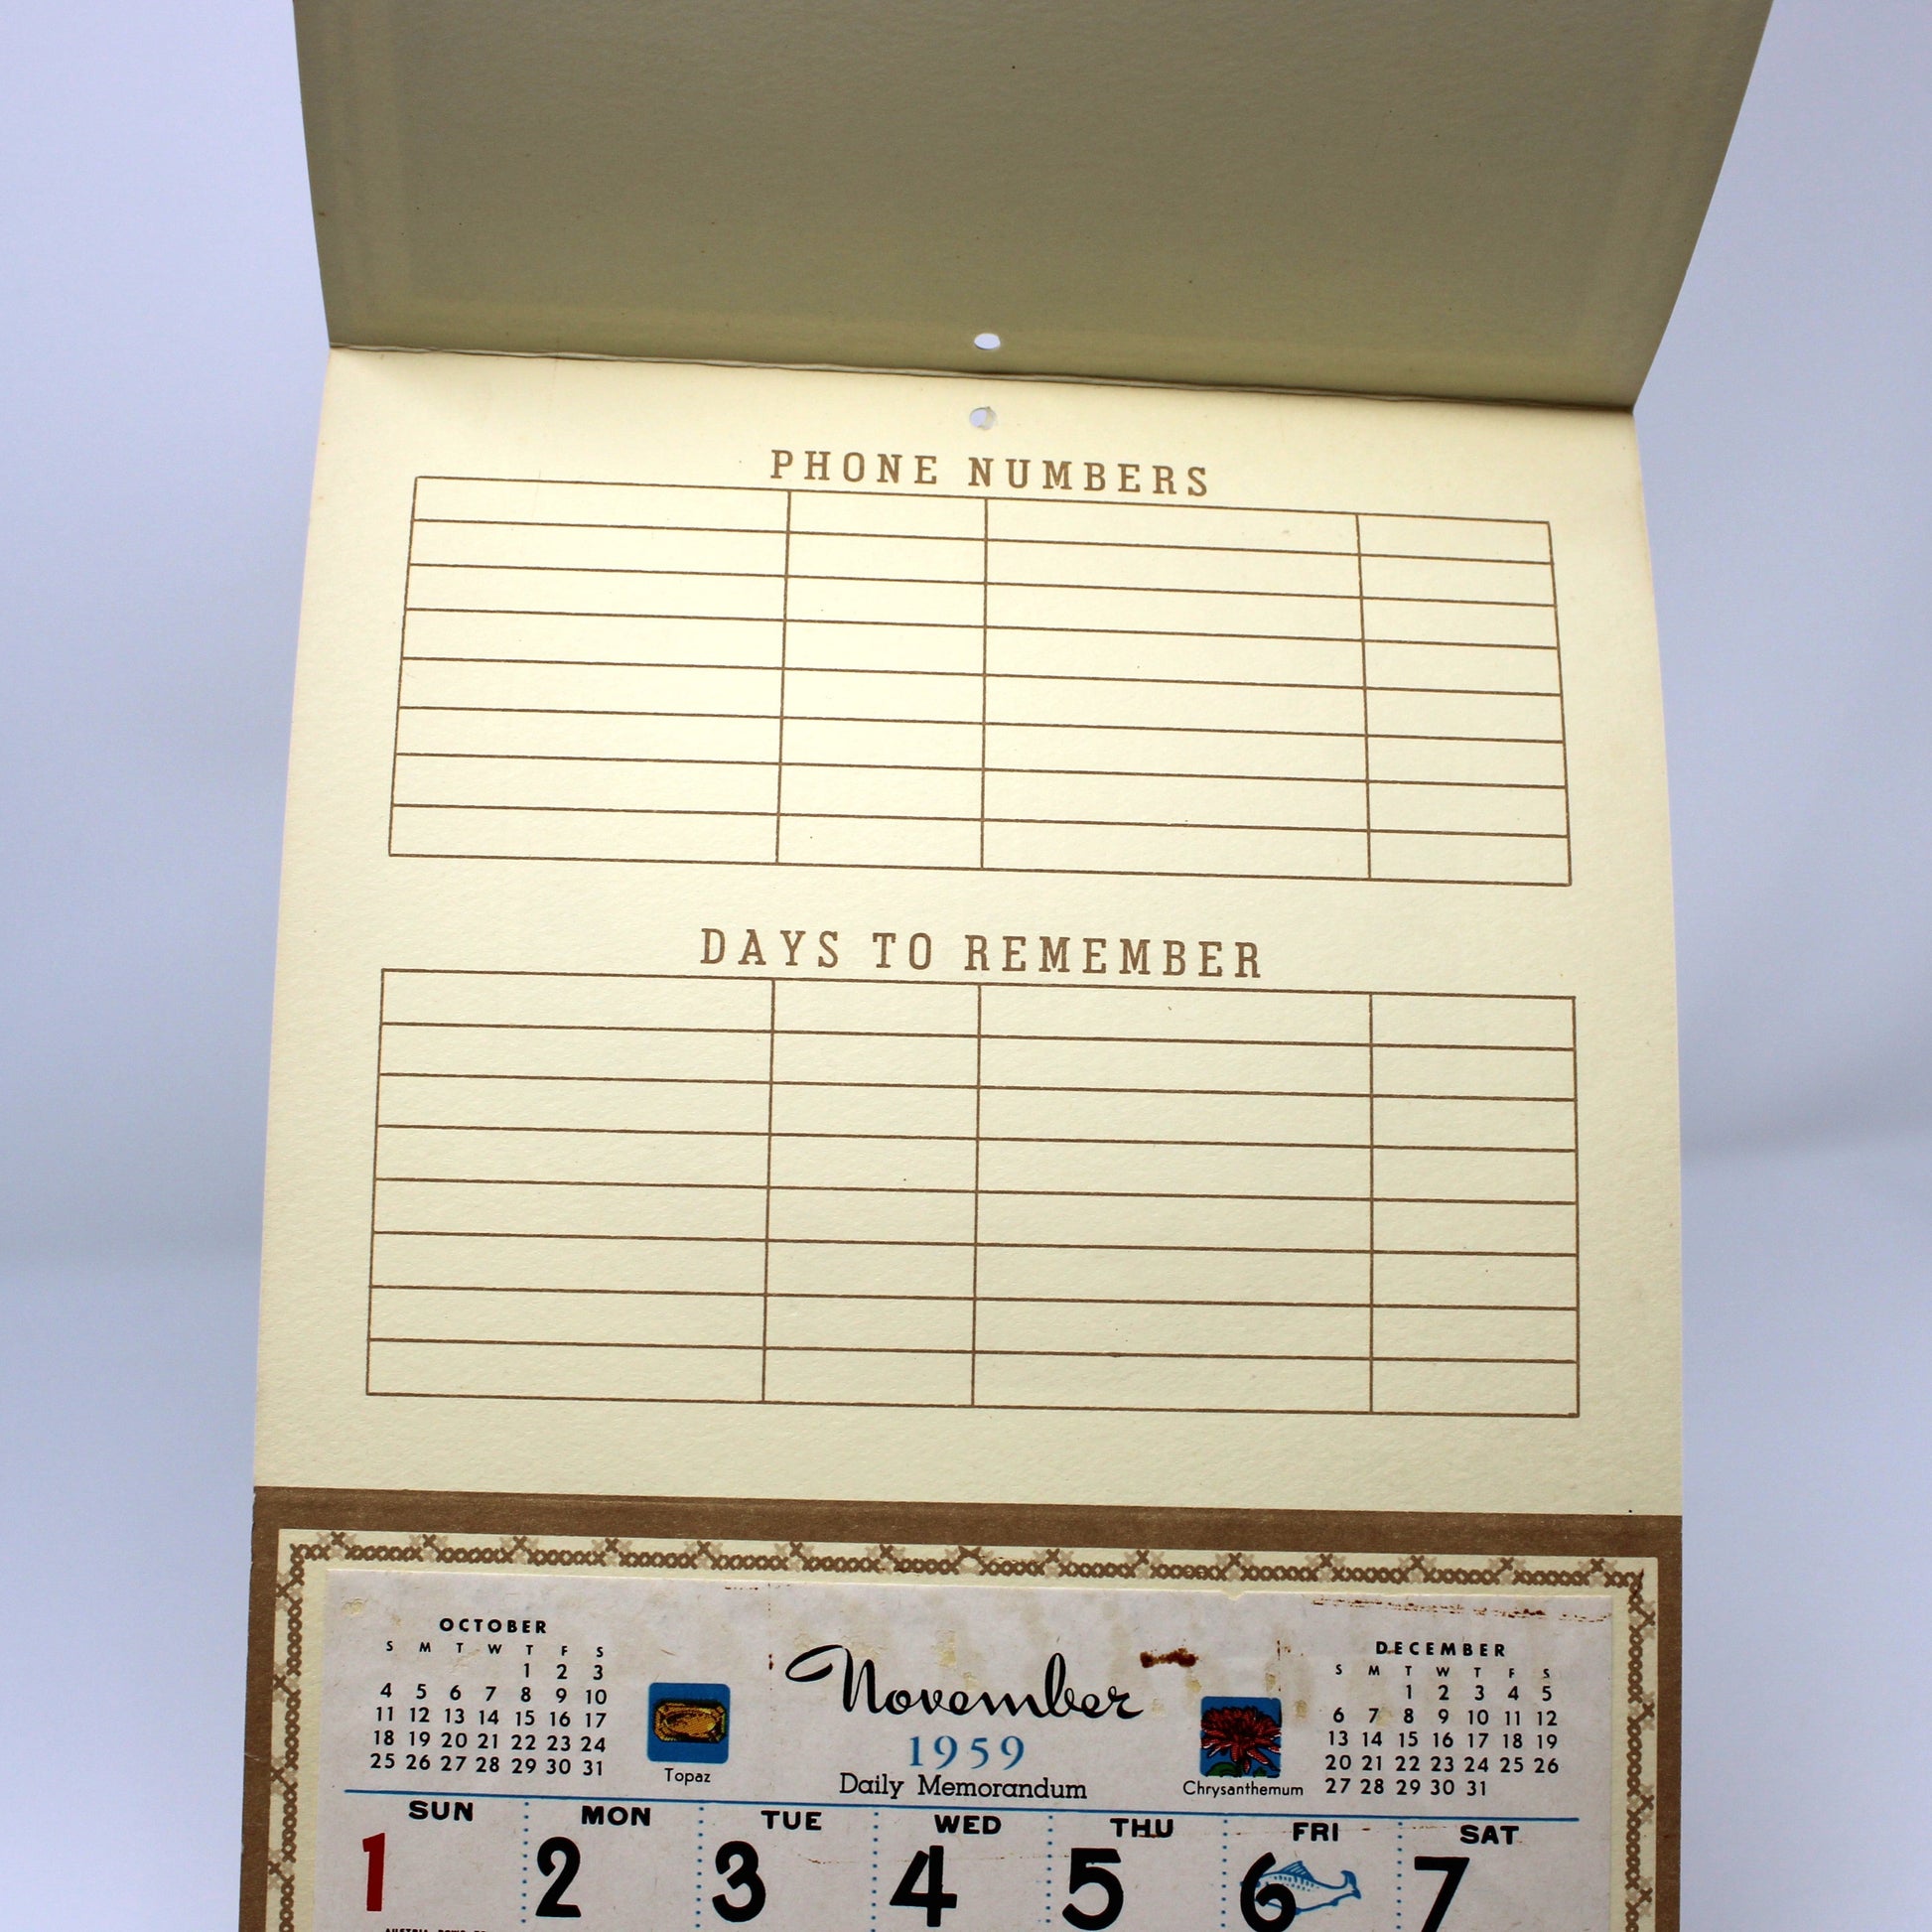 PHONE NUMBERS
DAYS TO REMEMBER
OCTOBER
S M T W T F S
1 2 3
4 5 6 7 8 9 10
11 12 13 14 15 16 17
18 19 20 21 22 23 24
25 26 27 28 29 30 31
Topaz
November
1959
Daily Memorandum
Chrysanthemum
DECEMBER
S M T W T F S
1 2 3 4 5
6 7 8 9 10 11 12
13 14 15 16 17 18 19
20 21 22 23 24 25 26
27 28 29 30 31
SUN MON TUE WED THU FRI SAT
1 2 3 4 5 6 7